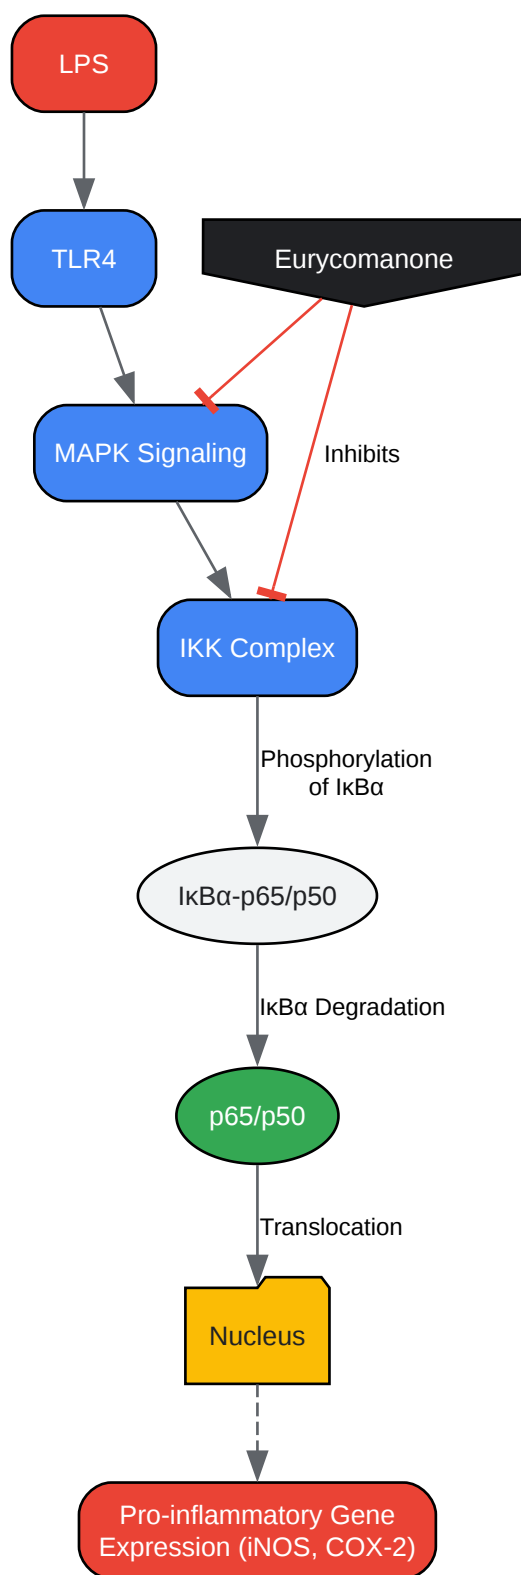 LPS
TLR4
Eurycomanone
MAPK Signaling
Inhibits
IKK Complex
Phosphorylation
of IκBα
IκBα-p65/p50
IκBα Degradation
p65/p50
Translocation
Nucleus
Pro-inflammatory Gene
Expression (iNOS, COX-2)